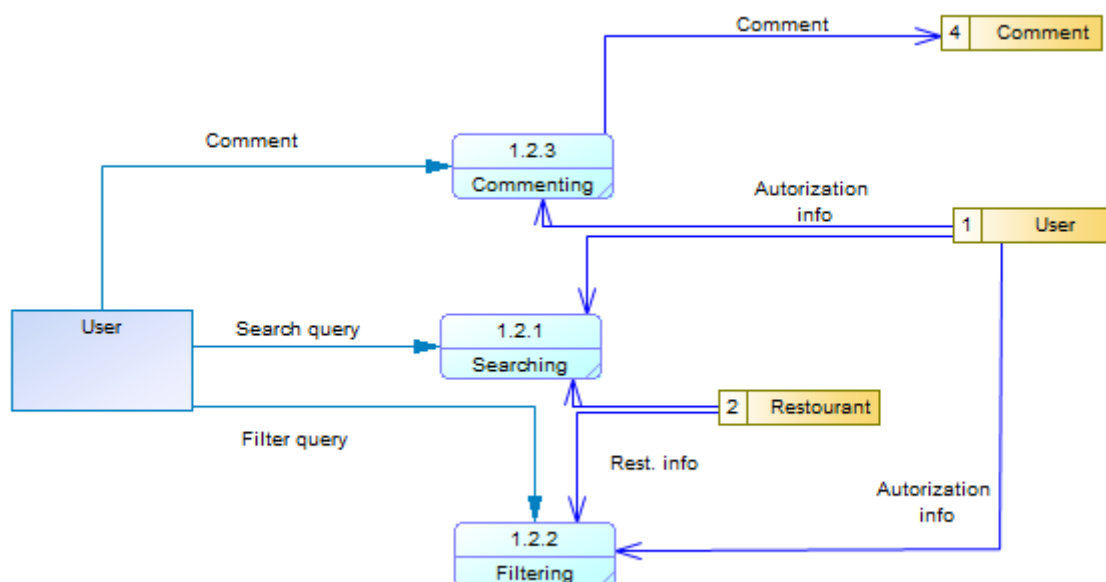 Comment
4 Comment
Comment
1.2.3
Commenting
Autorization
info
1 User
User
Search query
1.2.1
Searching
2 Restourant
Filter query
Rest. info
Autorization
info
1.2.2
Filtering